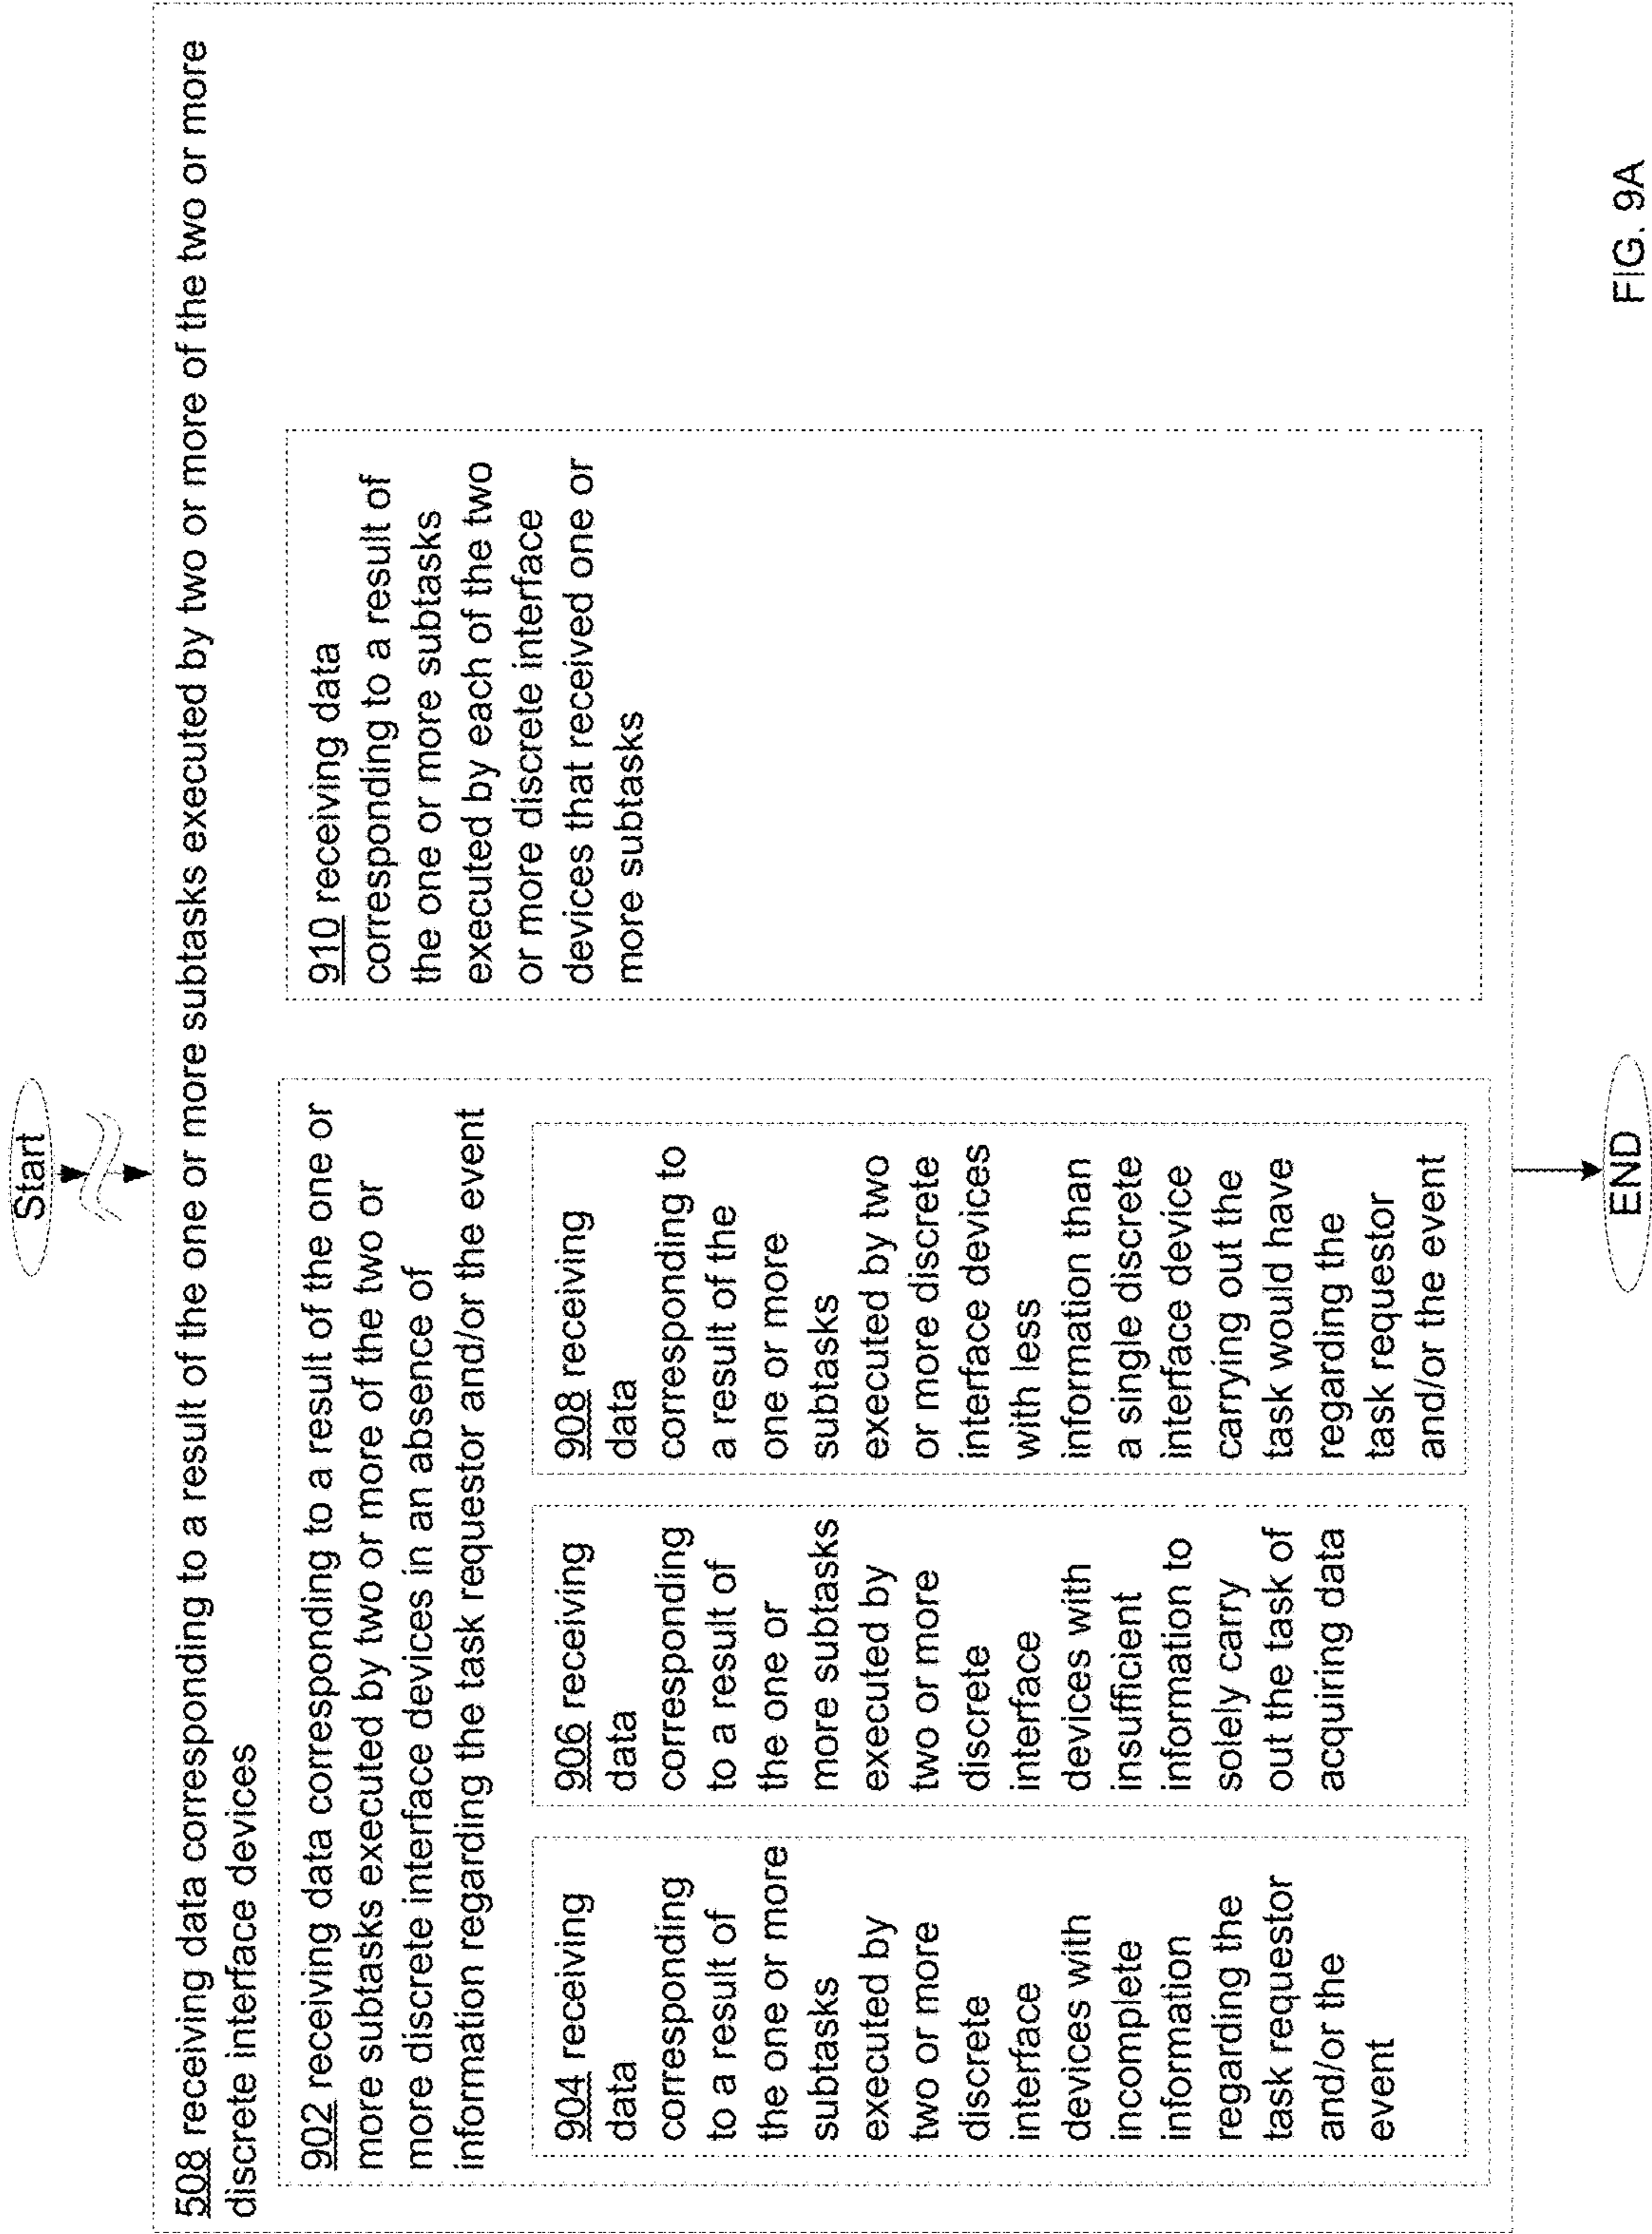 Start
508 receiving data corresponding to a result of the one or more subtasks executed by two or more of the two or more
discrete interface devices
902 receiving data corresponding to a result of the one or
more subtasks executed by two or more of the two or
more discrete interface devices in an absence of
information regarding the task requestor and/or the event
904 receiving
data
corresponding
to a result of
the one or more
subtasks
executed by
two or more
discrete
interface
devices with
incomplete
information
regarding the
task requestor
and/or the
event
906 receiving
data
corresponding
to a result of
the one or
more subtasks
executed by
two or more
discrete
interface
devices with
insufficient
information to
solely carry
out the task of
acquiring data
908 receiving
data
corresponding to
a result of the
one or more
subtasks
executed by two
or more discrete
interface devices
with less
information than
a single discrete
interface device
carrying out the
task would have
regarding the
task requestor
and/or the event
910 receiving data
corresponding to a result of
the one or more subtasks
executed by each of the two
or more discrete interface
devices that received one or
more subtasks
END
FIG. 9A